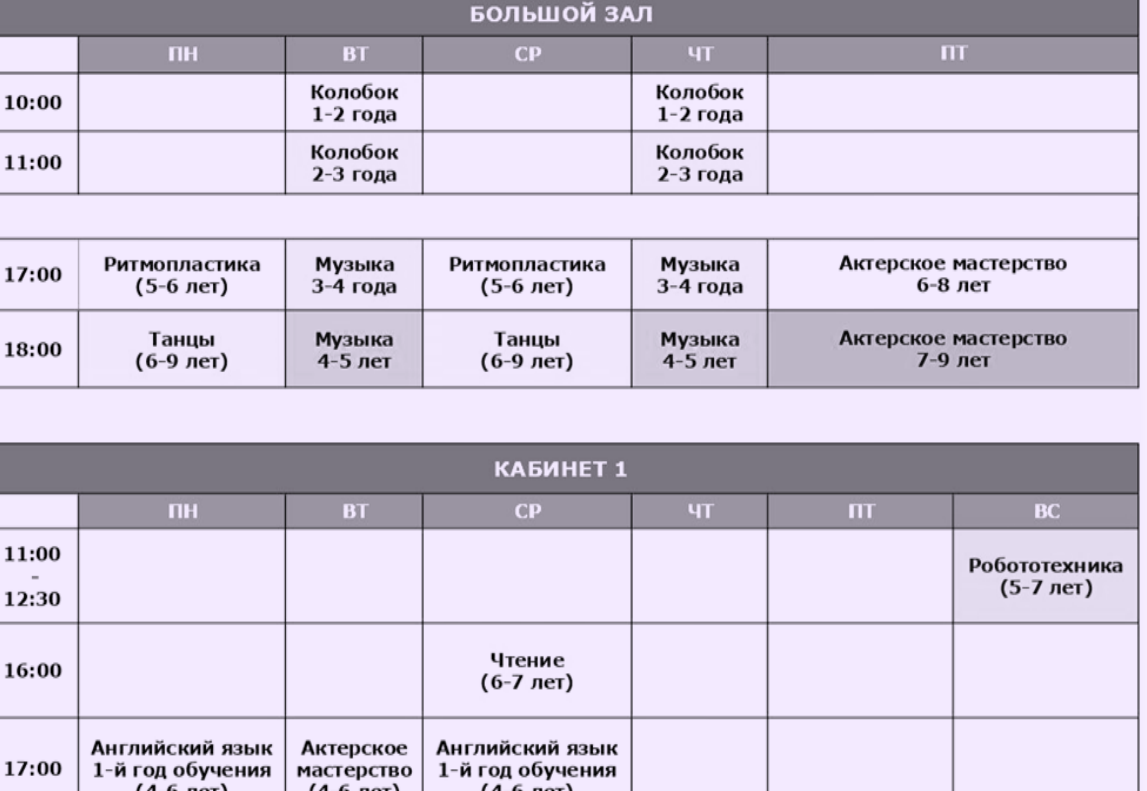 БОЛЬШОЙ ЗАЛ
ПН ВТ СР ЧТ ПТ
10:00 Колобок Колобок
1-2 года 1-2 года
11:00 Колобок Колобок
2-3 года 2-3 года
17:00 Ритмопластика Музыка Ритмопластика Музыка Актерское мастерство
(5-6 лет) 3-4 года (5-6 лет) 3-4 года 6-8 лет
18:00 Танцы Музыка Танцы Музыка Актерское мастерство
(6-9 лет) 4-5 лет (6-9 лет) 4-5 лет 7-9 лет
КАБИНЕТ 1
ПН ВТ СР ЧТ ПТ ВС
11:00
-
12:30
Робототехника
(5-7 лет)
16:00 Чтение
(6-7 лет)
17:00 Английский язык Актерское Английский язык
1-й год обучения мастерство 1-й год обучения
(4-6 лет) (4-6 лет) (4-6 лет)